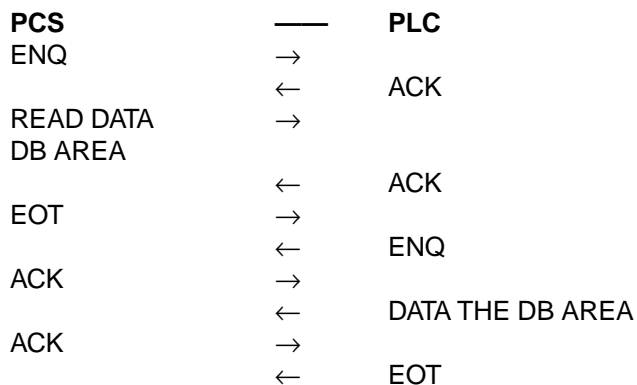 PCS —— PLC
ENQ →
← ACK
READ DATA →
DB AREA
← ACK
EOT →
← ENQ
ACK →
← DATA THE DB AREA
ACK →
← EOT